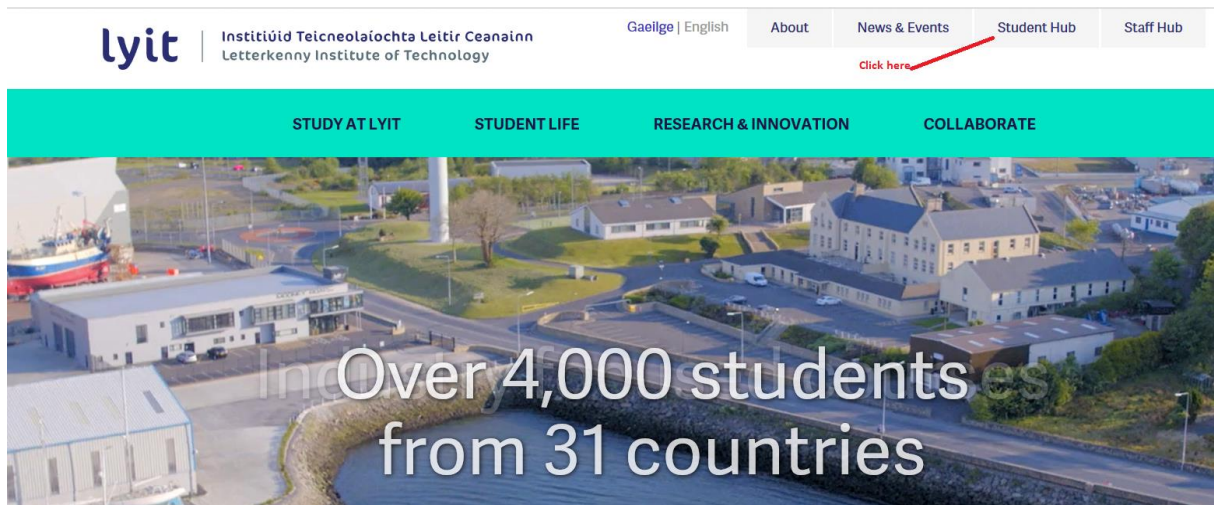 lyit
Institiúid Teicneolaíochta Leitir Ceanainn
Letterkenny Institute of Technology
Gaeilge | English
About
News & Events
Student Hub
Staff Hub
Click here
STUDY AT LYIT
STUDENT LIFE
RESEARCH & INNOVATION
COLLABORATE
Over 4,000 students
from 31 countries